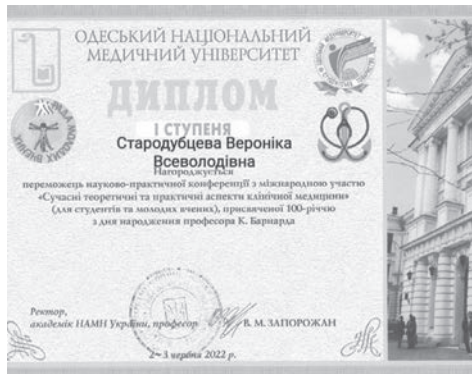 ОДЕСЬКИЙ НАЦІОНАЛЬНИЙ
МЕДИЧНИЙ УНІВЕРСИТЕТ
ДИПЛОМ
І СТУПЕНЯ
Стародубцева Вероніка
Всеволодівна
Нагороджується
переможець науково-практичної конференції з міжнародною участю
«Сучасні теоретичні та практичні аспекти клінічної медицини»
(для студентів та молодих вчених), присвяченої 100-річчю
з дня народження професора К. Барнарда
Ректор,
академік НАМН України, професор В. М. ЗАПОРОЖАН
2–3 червня 2022 р.